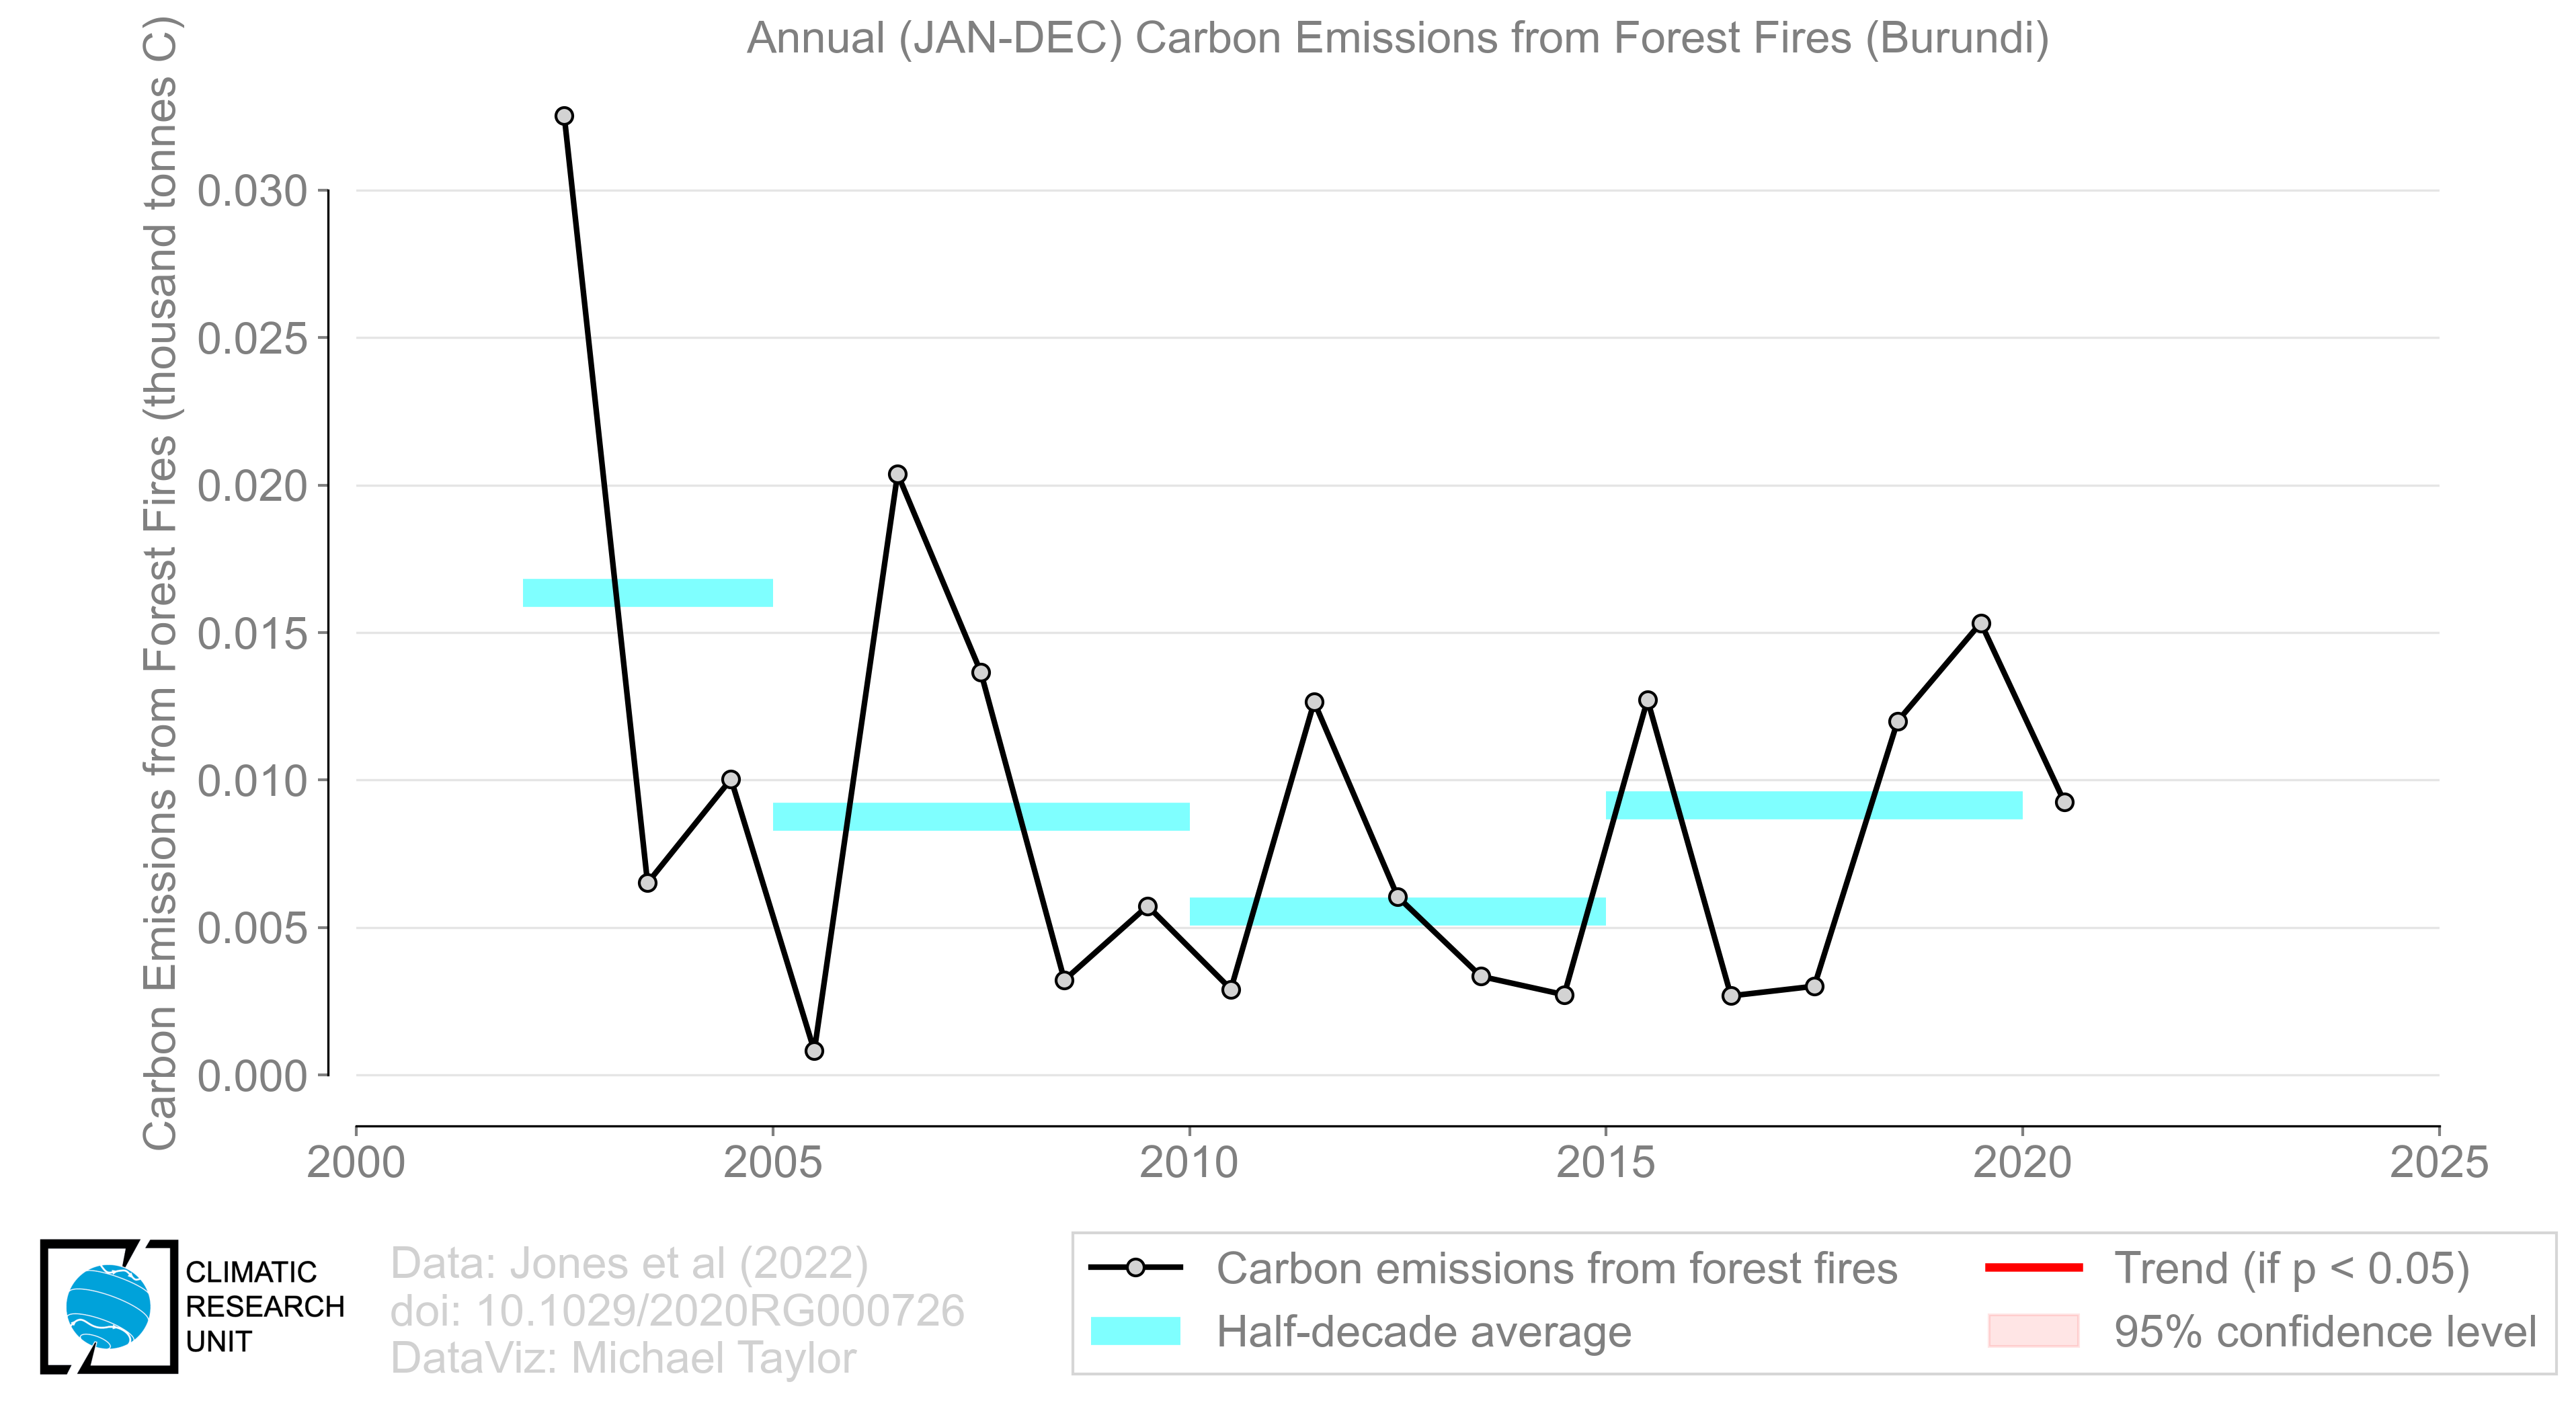 Annual (JAN-DEC) Carbon Emissions from Forest Fires (Burundi)
Carbon Emissions from Forest Fires (thousand tonnes C)
0.030
0.025
0.020
0.015
0.010
0.005
0.000
2000 2005 2010 2015 2020 2025
CLIMATIC
RESEARCH
UNIT
Data: Jones et al (2022)
doi: 10.1029/2020RG000726
DataViz: Michael Taylor
Carbon emissions from forest fires
Half-decade average
Trend (if p < 0.05)
95% confidence level